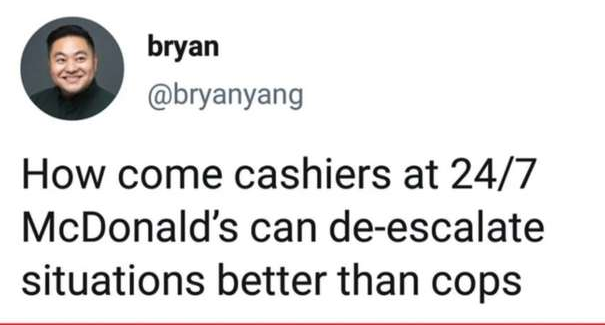 bryan
@bryanyang
How come cashiers at 24/7
McDonald's can de-escalate
situations better than cops